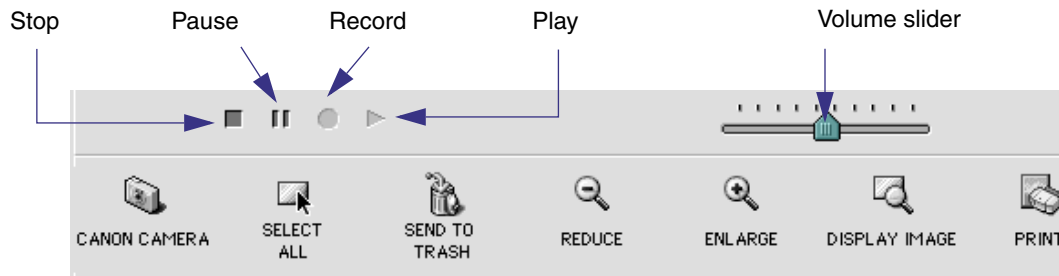 Stop Pause Record Play Volume slider
CANON CAMERA SELECT ALL SEND TO TRASH REDUCE ENLARGE DISPLAY IMAGE PRINT